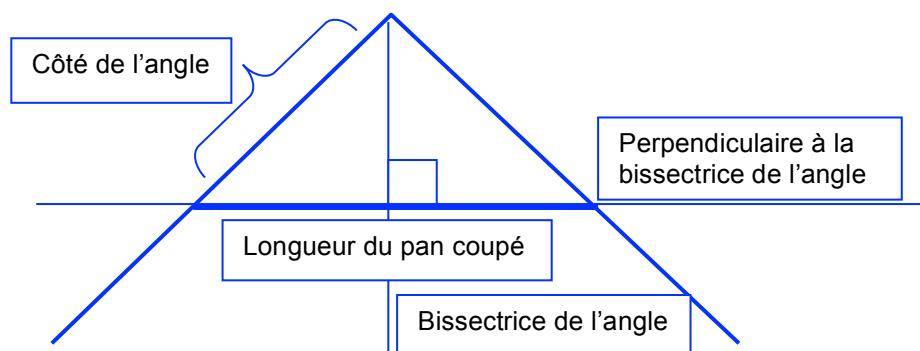 Côté de l’angle
Perpendiculaire à la
bissectrice de l’angle
Longueur du pan coupé
Bissectrice de l’angle